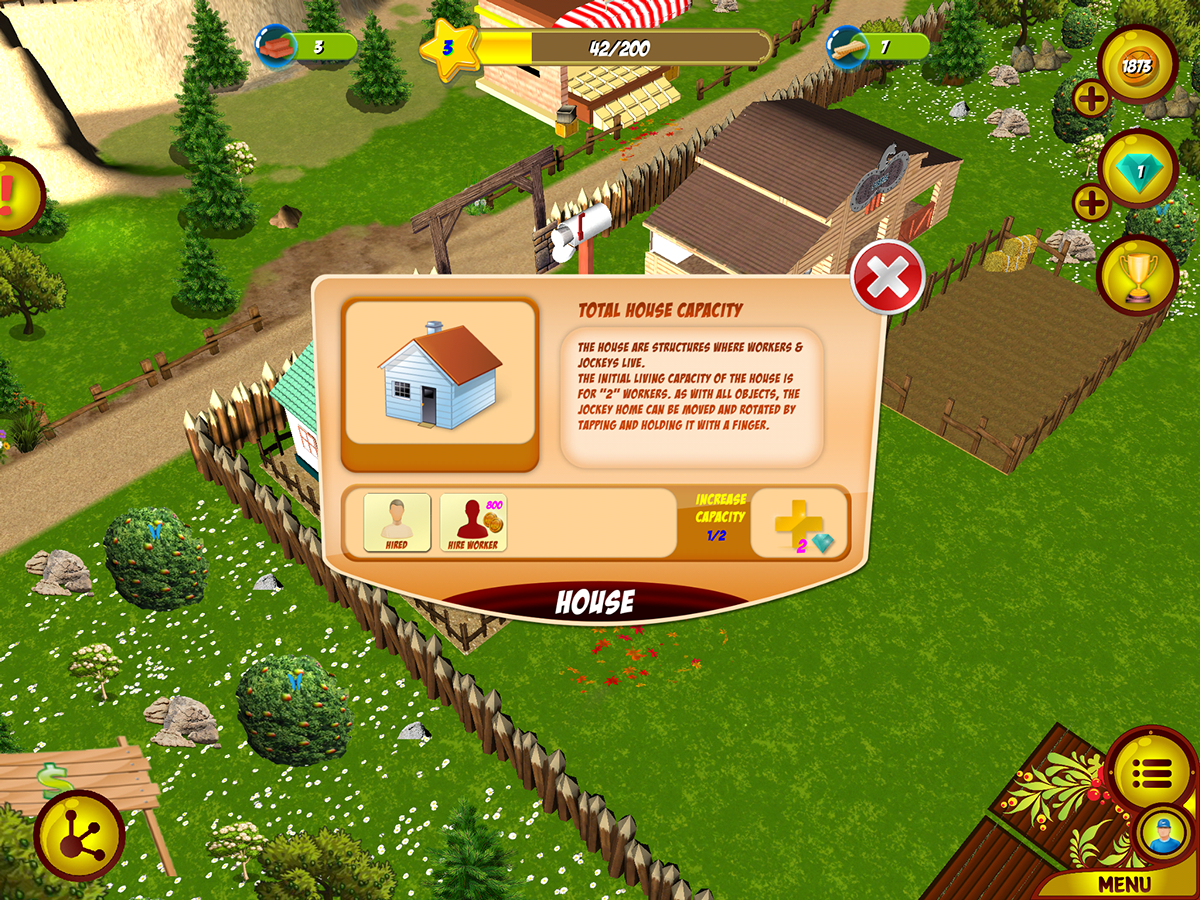 3
3
42/200
7
1873
1
TOTAL HOUSE CAPACITY
THE HOUSE ARE STRUCTURES WHERE WORKERS &
JOCKEYS LIVE.
THE INITIAL LIVING CAPACITY OF THE HOUSE IS
FOR "2" WORKERS. AS WITH ALL OBJECTS, THE
JOCKEY HOME CAN BE MOVED AND ROTATED BY
TAPPING AND HOLDING IT WITH A FINGER.
HIRED
800
HIRE WORKER
INCREASE
CAPACITY
1/2
2
HOUSE
$
MENU